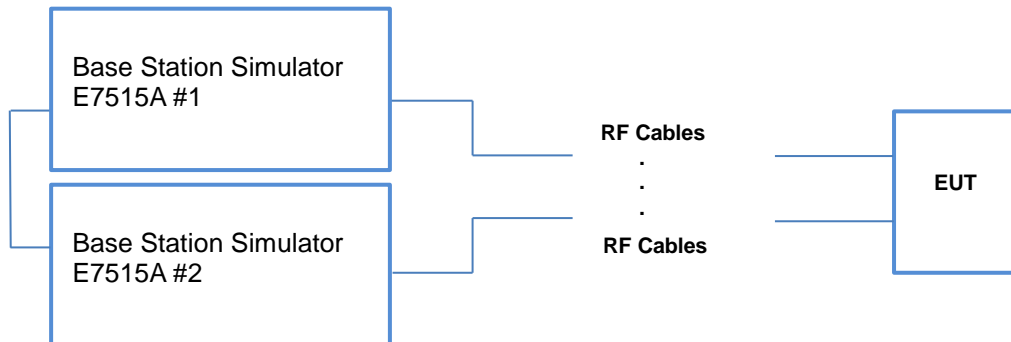 Base Station Simulator
E7515A #1
RF Cables
.
.
.
RF Cables
EUT
Base Station Simulator
E7515A #2